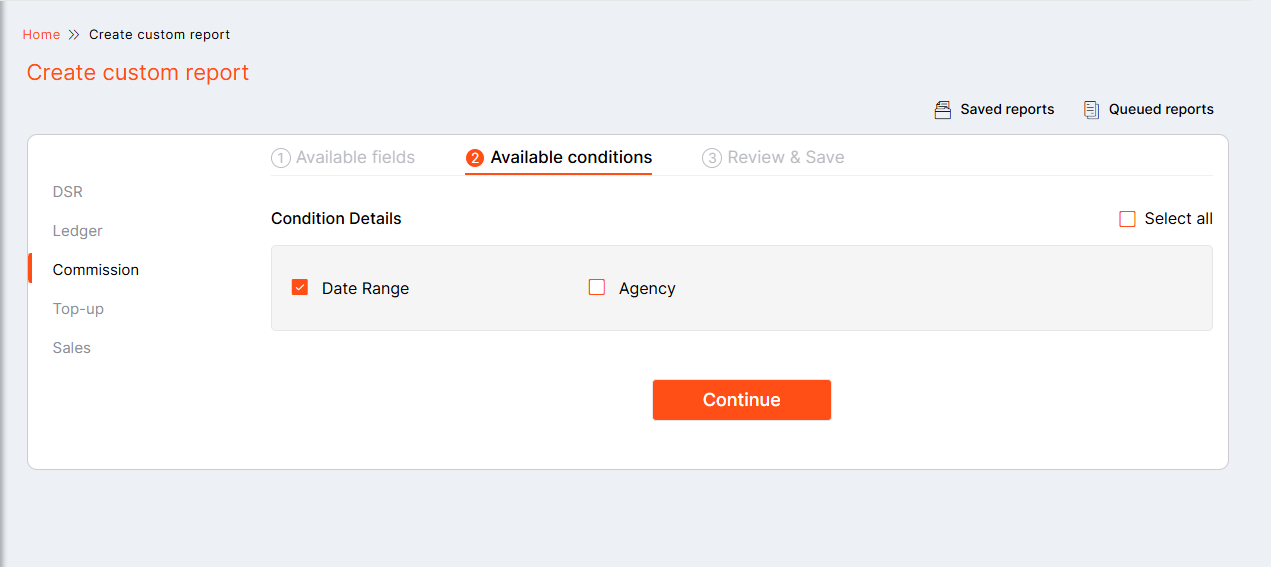 Home >> Create custom report
Create custom report
Saved reports Queued reports
1 Available fields 2 Available conditions 3 Review & Save
DSR
Ledger
Commission
Top-up
Sales
Condition Details Select all
Date Range Agency
Continue